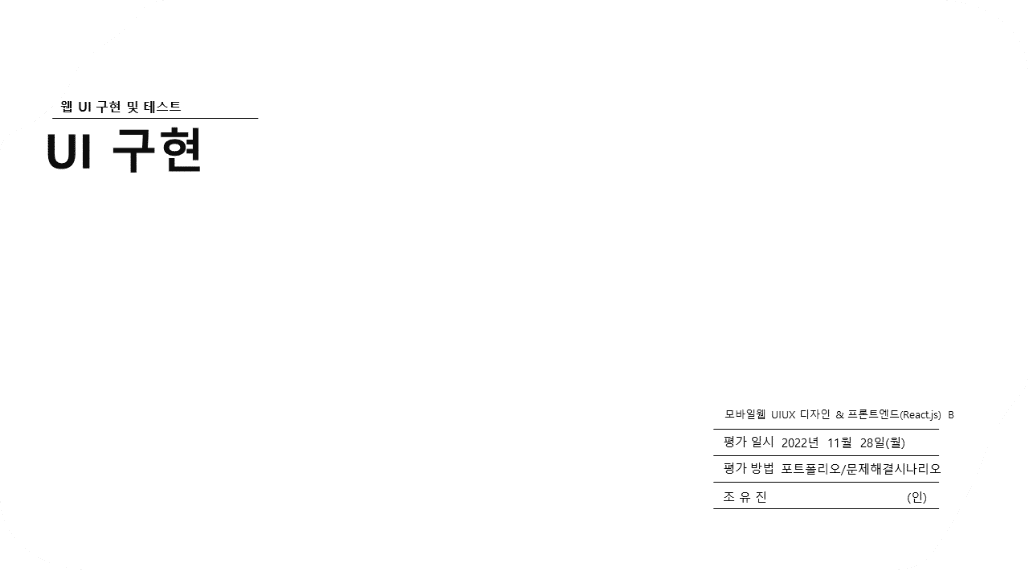 웹 UI 구현 및 테스트
UI 구현
모바일웹 UIUX 디자인 & 프론트엔드(React.js) B
평가 일시 2022년 11월 28일(월)
평가 방법 포트폴리오/문제해결시나리오
조 유 진 (인)